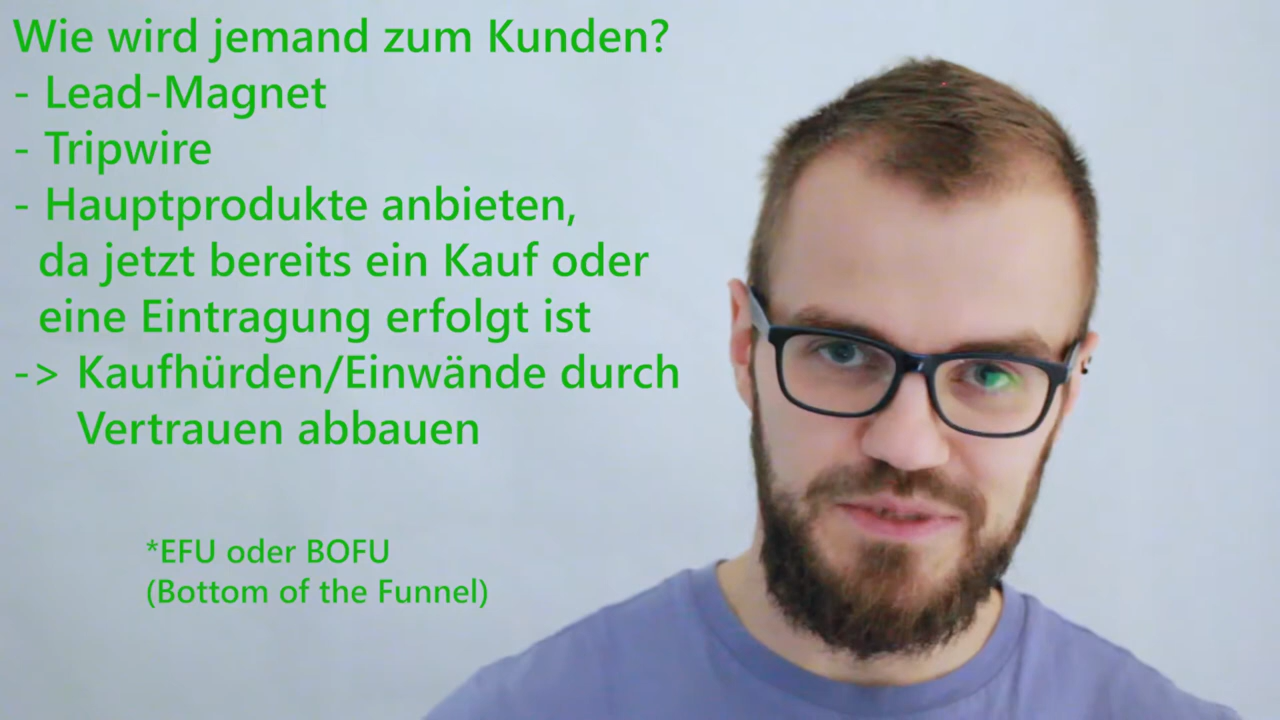 Wie wird jemand zum Kunden?
- Lead-Magnet
- Tripwire
- Hauptprodukte anbieten,
da jetzt bereits ein Kauf oder
eine Eintragung erfolgt ist
-> Kaufhürden/Einwände durch
Vertrauen abbauen
*EFU oder BOFU
(Bottom of the Funnel)